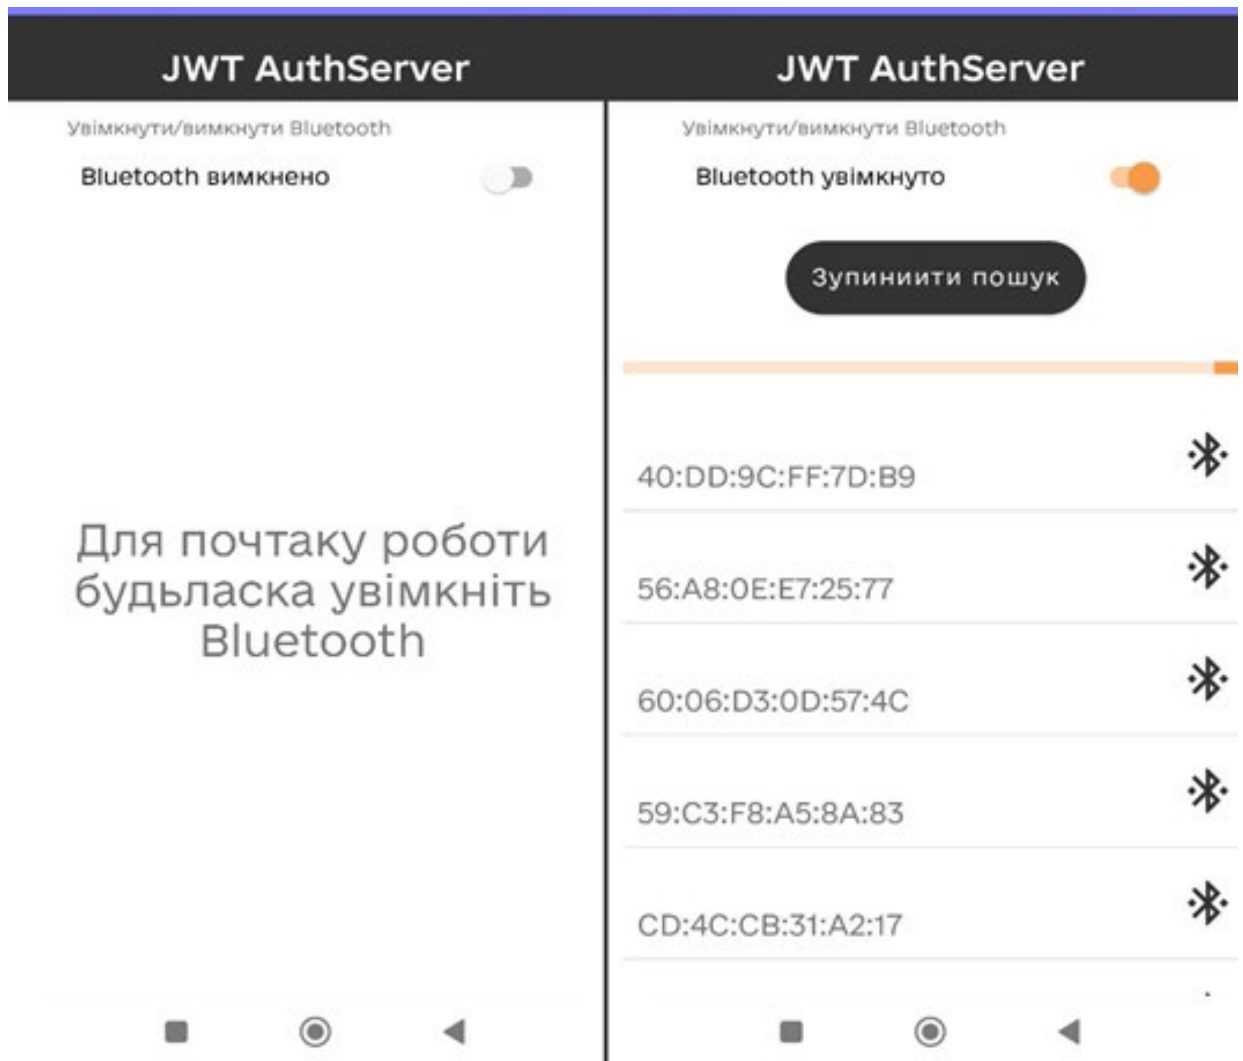 JWT AuthServer
Увімкнути/вимкнути Bluetooth
Bluetooth вимкнено
Для почтаку роботи
будьласка увімкніть
Bluetooth
JWT AuthServer
Увімкнути/вимкнути Bluetooth
Bluetooth увімкнуто
Зупиниити пошук
40:DD:9C:FF:7D:B9
56:A8:0E:E7:25:77
60:06:D3:0D:57:4C
59:C3:F8:A5:8A:83
CD:4C:CB:31:A2:17